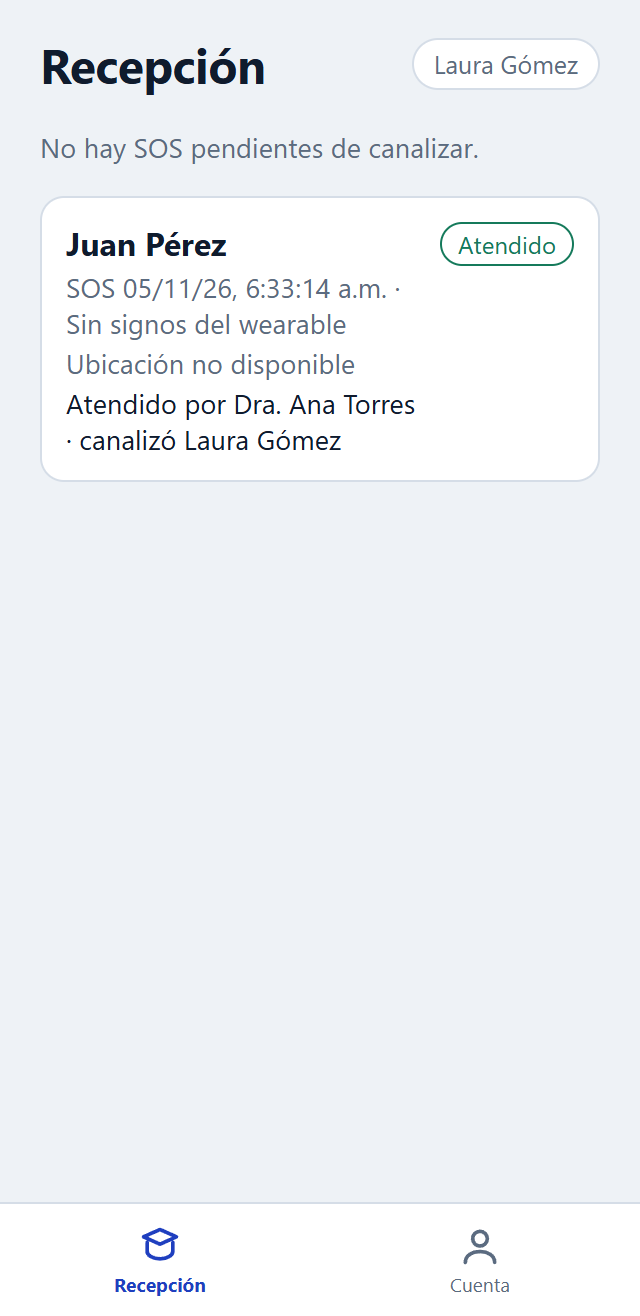 Recepción
Laura Gómez
No hay SOS pendientes de canalizar.
Juan Pérez
Atendido
SOS 05/11/26, 6:33:14 a.m. ·
Sin signos del wearable
Ubicación no disponible
Atendido por Dra. Ana Torres
· canalizó Laura Gómez
Recepción
Cuenta